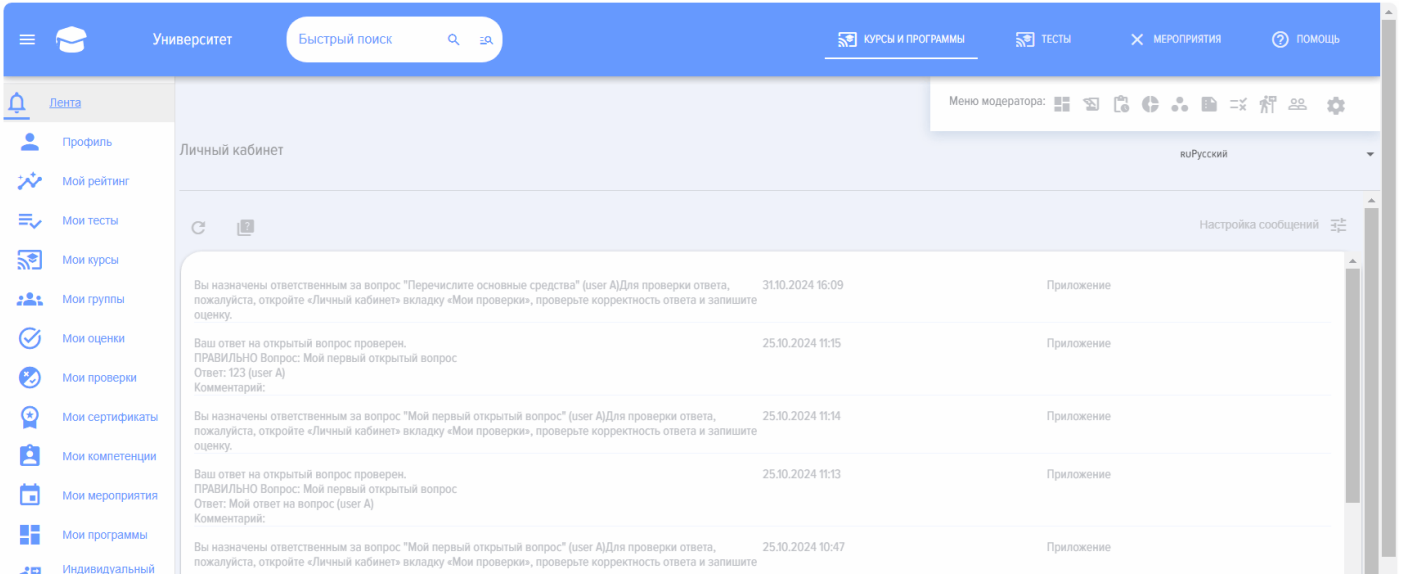 Университет
Быстрый поиск
КУРСЫ И ПРОГРАММЫ
ТЕСТЫ
МЕРОПРИЯТИЯ
ПОМОЩЬ
Меню модератора:
Лента
Профиль
Мой рейтинг
Мои тесты
Мои курсы
Мои группы
Мои оценки
Мои проверки
Мои сертификаты
Мои компетенции
Мои мероприятия
Мои программы
Индивидуальный
Личный кабинет
RUРусский
Настройка сообщений
Вы назначены ответственным за вопрос "Перечислите основные средства" (user A)Для проверки ответа,
пожалуйста, откройте «Личный кабинет» вкладку «Мои проверки», проверьте корректность ответа и запишите
оценку.
31.10.2024 16:09
Приложение
Ваш ответ на открытый вопрос проверен.
ПРАВИЛЬНО Вопрос: Мой первый открытый вопрос
Ответ: 123 (user A)
Комментарий:
25.10.2024 11:15
Приложение
Вы назначены ответственным за вопрос "Мой первый открытый вопрос" (user A)Для проверки ответа,
пожалуйста, откройте «Личный кабинет» вкладку «Мои проверки», проверьте корректность ответа и запишите
оценку.
25.10.2024 11:14
Приложение
Ваш ответ на открытый вопрос проверен.
ПРАВИЛЬНО Вопрос: Мой первый открытый вопрос
Ответ: Мой ответ на вопрос (user A)
Комментарий:
25.10.2024 11:13
Приложение
Вы назначены ответственным за вопрос "Мой первый открытый вопрос" (user A)Для проверки ответа,
пожалуйста, откройте «Личный кабинет» вкладку «Мои проверки», проверьте корректность ответа и запишите
25.10.2024 10:47
Приложение